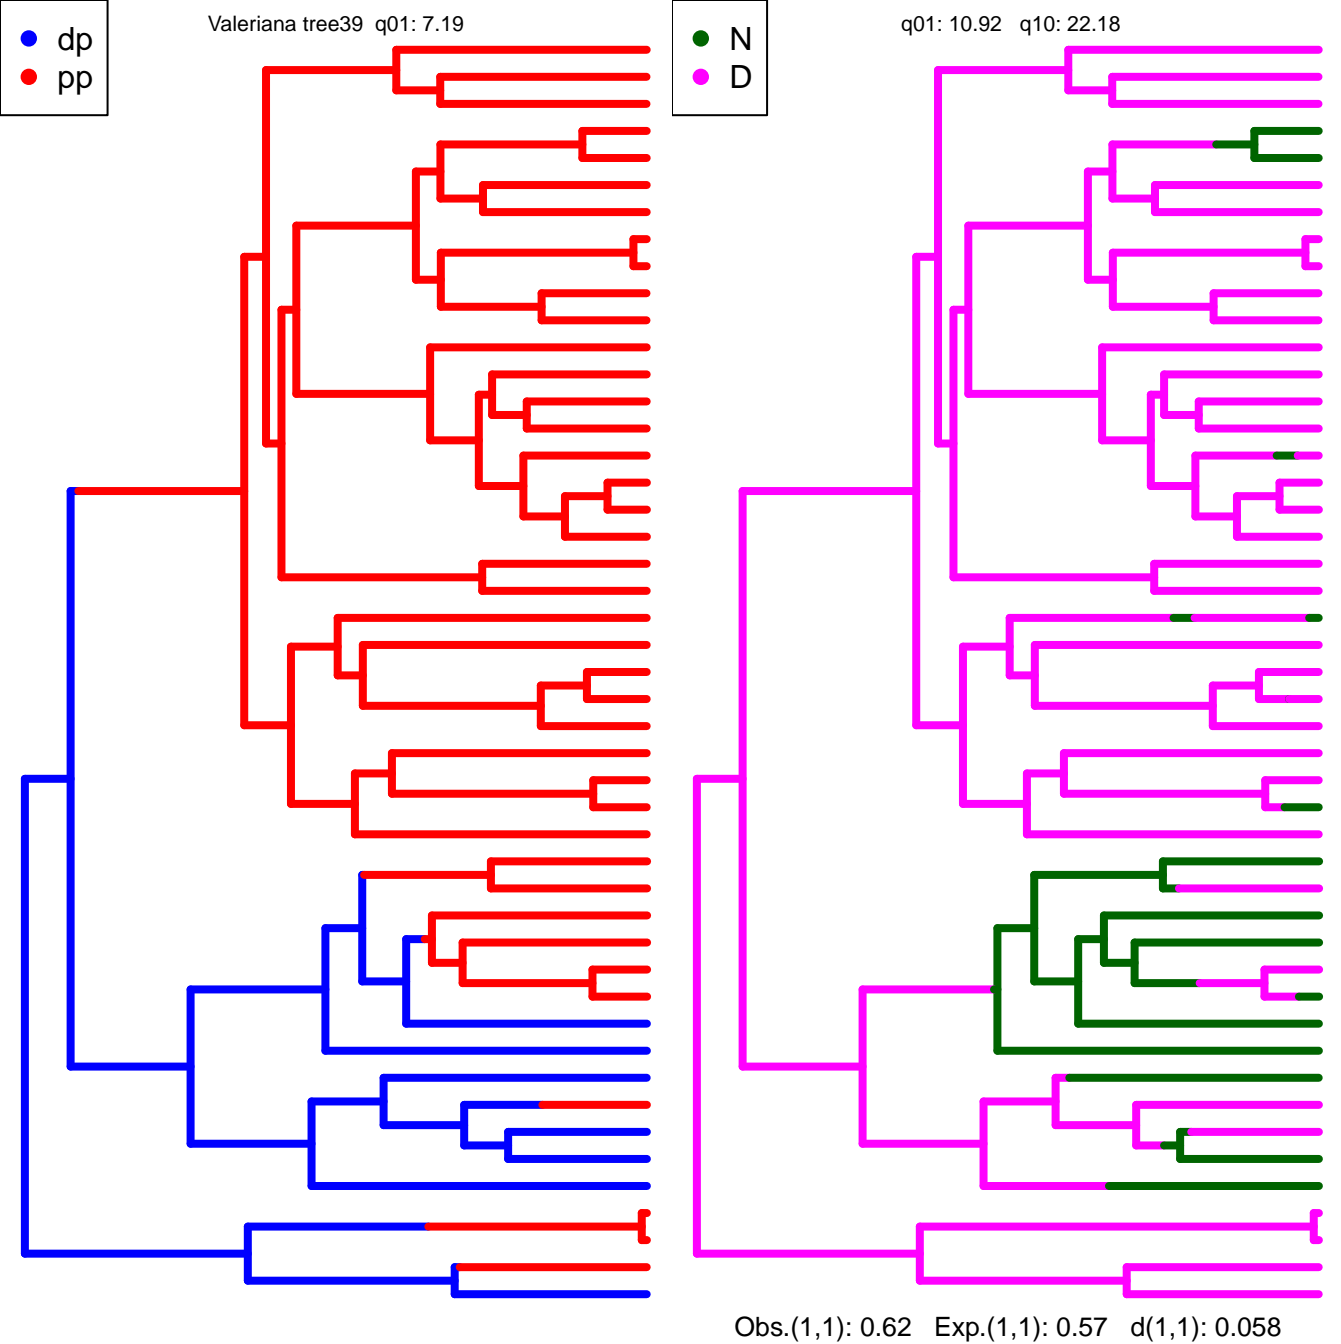 Valeriana tree39 q01: 7.19
dp
pp
q01: 10.92 q10: 22.18
N
D
Obs.(1,1): 0.62 Exp.(1,1): 0.57 d(1,1): 0.058